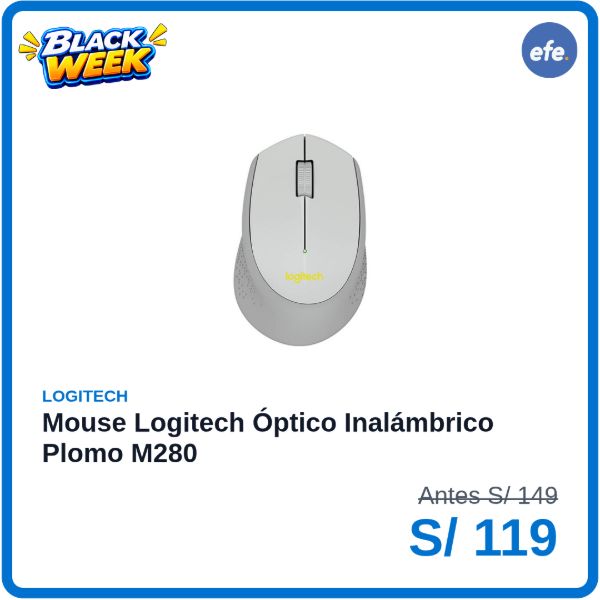 BLACK
WEEK
efe.
logitech
LOGITECH
Mouse Logitech Óptico Inalámbrico
Plomo M280
Antes S/ 149
S/ 119